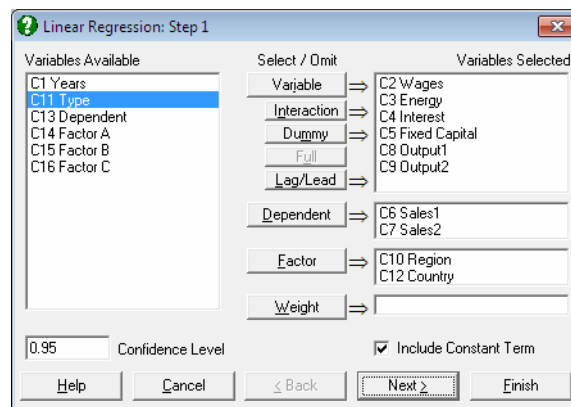 Linear Regression: Step 1
Variables Available
Select / Omit
Variables Selected
C1 Years
C11 Type
C13 Dependent
C14 Factor A
C15 Factor B
C16 Factor C
Variable
Interaction
Dummy
Full
Lag/Lead
C2 Wages
C3 Energy
C4 Interest
C5 Fixed Capital
C8 Output1
C9 Output2
Dependent
C6 Sales1
C7 Sales2
Factor
C10 Region
C12 Country
Weight
0.95
Confidence Level
Include Constant Term
Help
Cancel
< Back
Next >
Finish